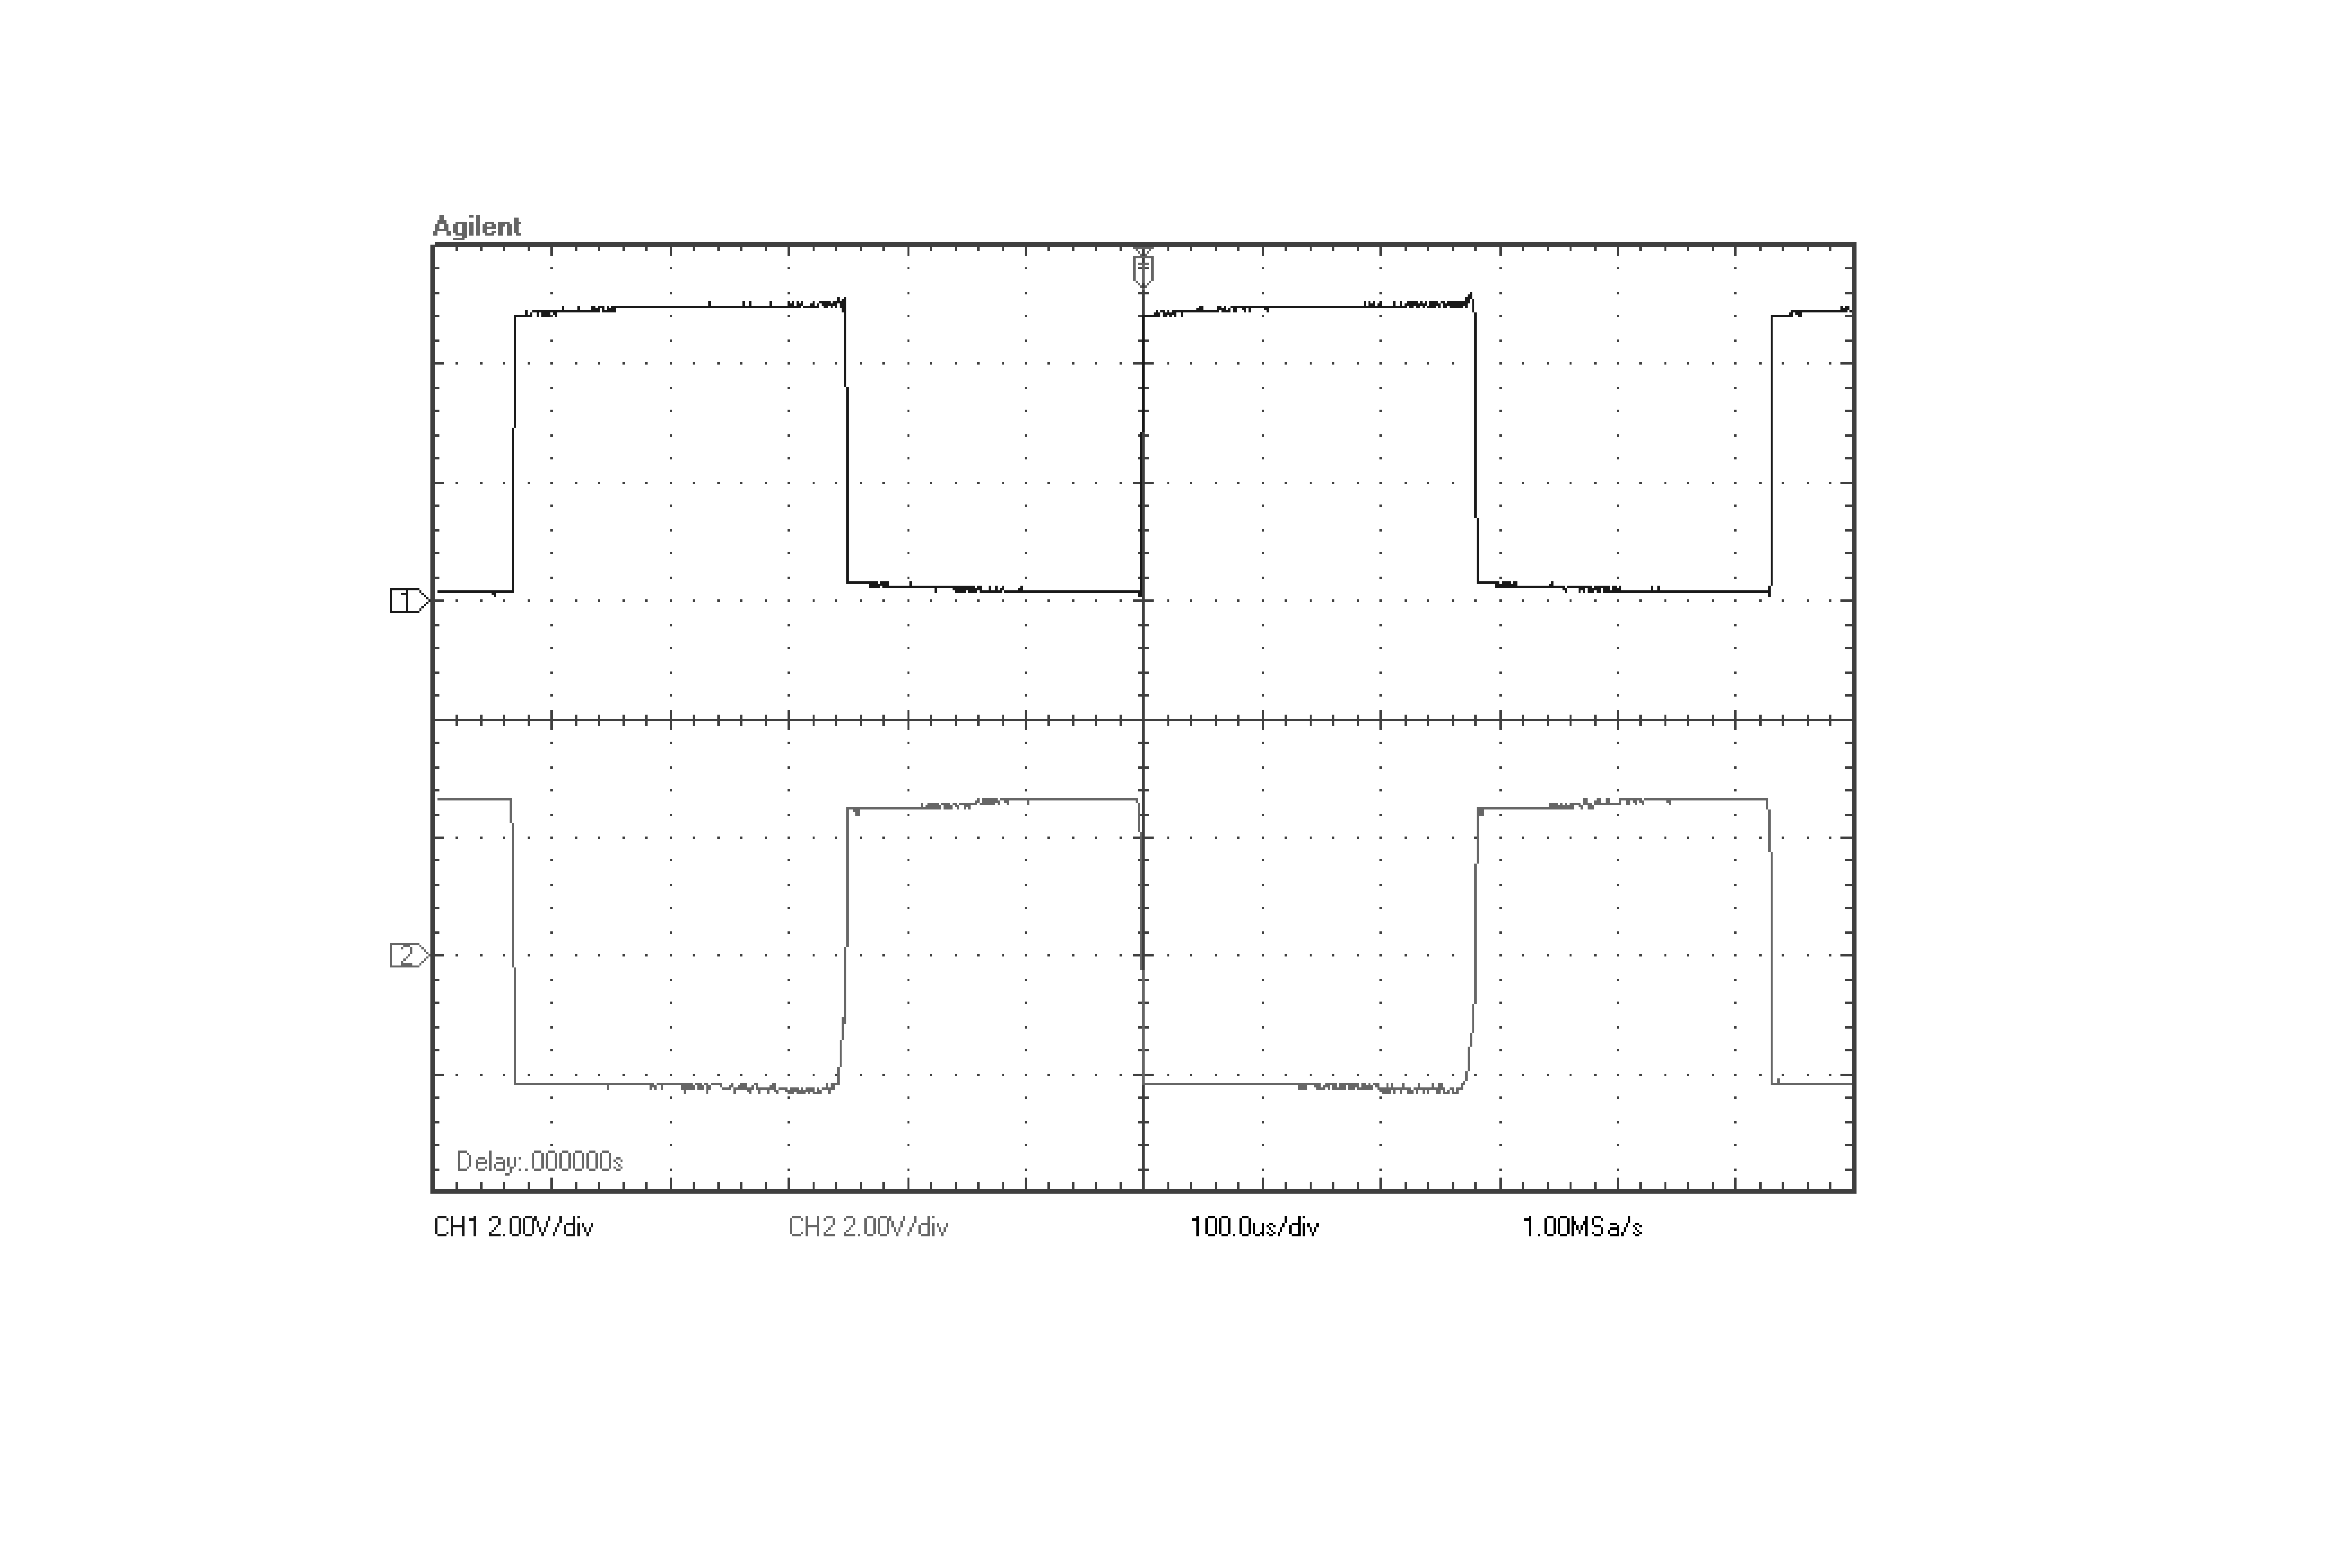 Agilent
1
2
Delay:.000000s
CH1 2.00V/div CH2 2.00V/div 100.0us/div 1.00MSa/s